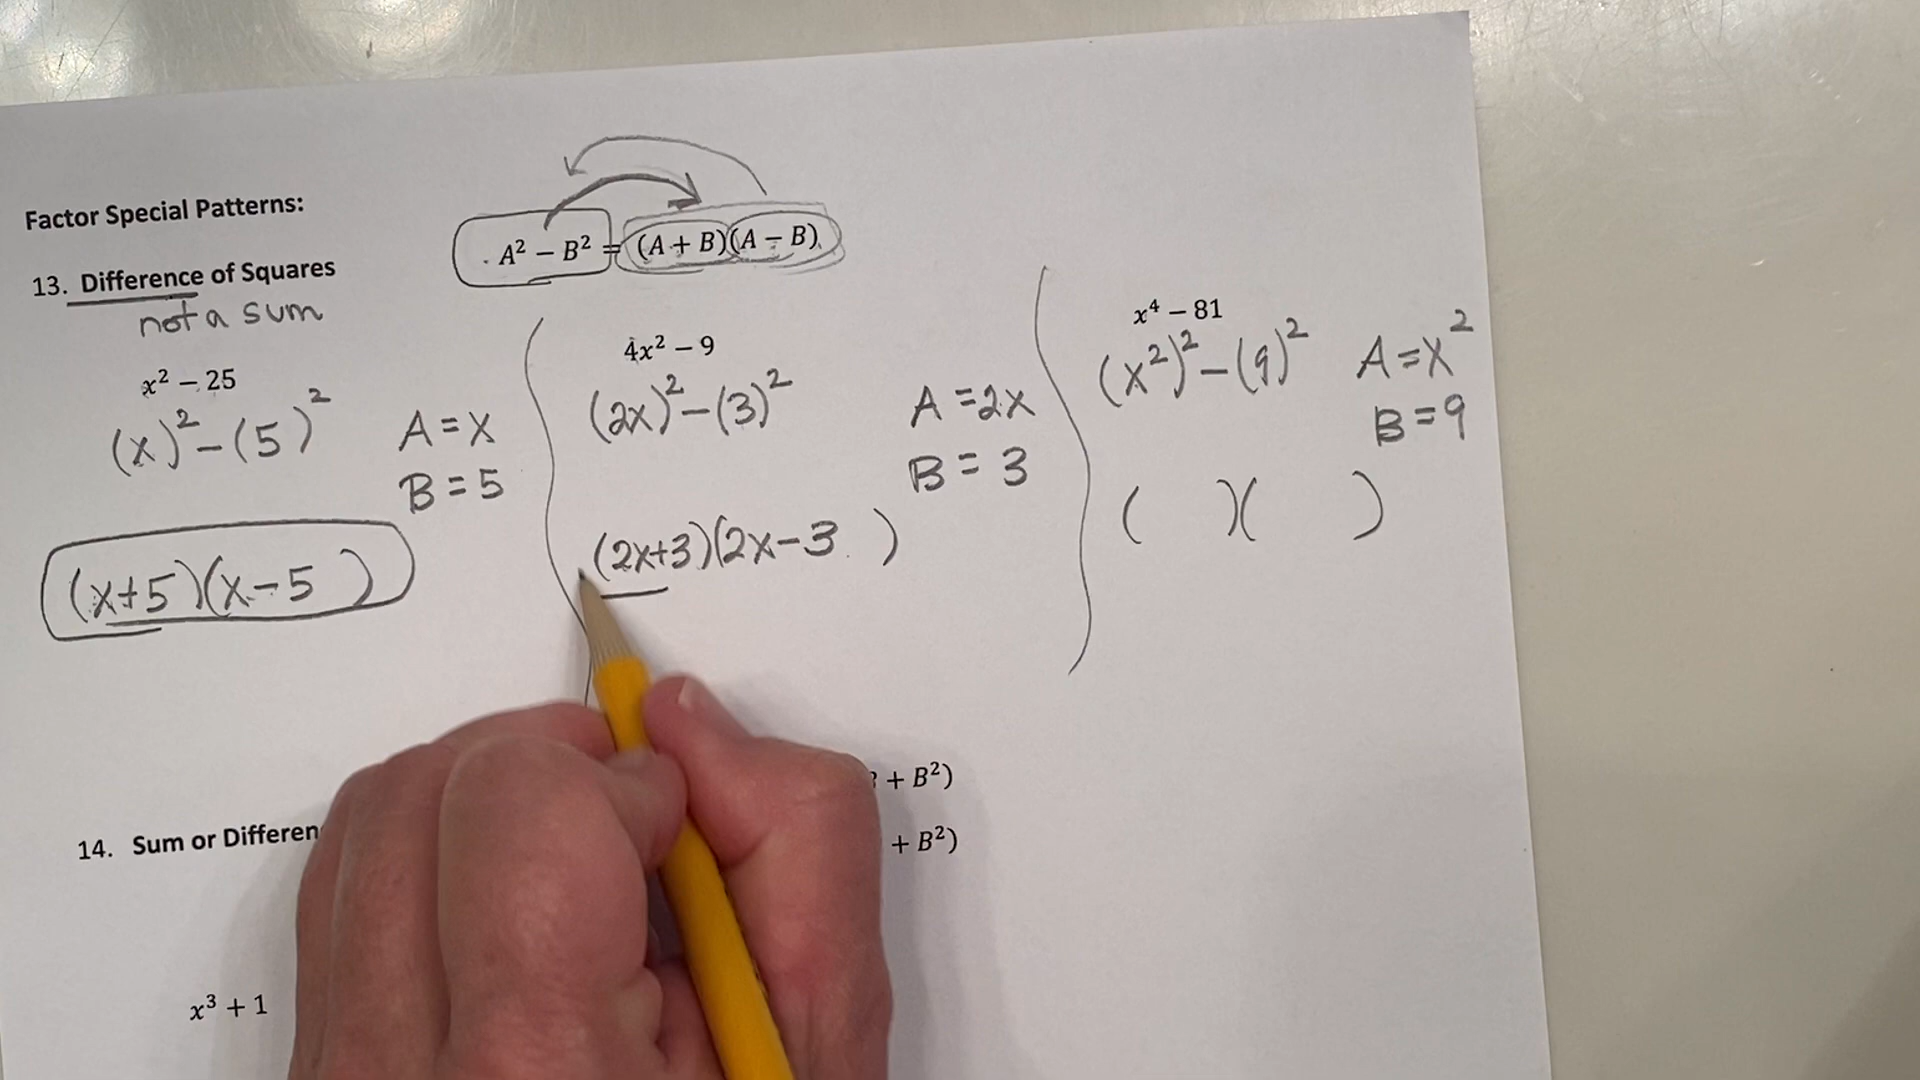 Factor Special Patterns:
A² − B² = (A + B)(A − B)
13. Difference of Squares
not a sum
x² − 25
(x)² − (5)²
A = x
B = 5
(x+5)(x−5 )
4x² − 9
(2x)² − (3)²
A = 2x
B = 3
(2x+3)(2x−3 )
x⁴ − 81
(x²)² − (9)²
A = x²
B = 9
( )( )
+ B²)
14. Sum or Differen
+ B²)
x³ + 1